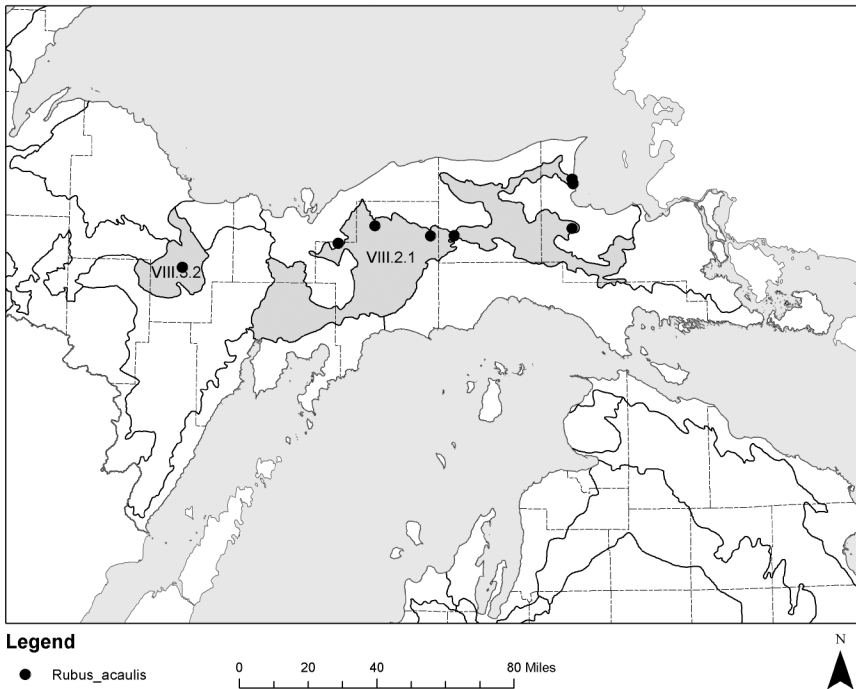 VIII.3.2
VIII.2.1
Legend
N
Rubus_acaulis
0 20 40 80 Miles